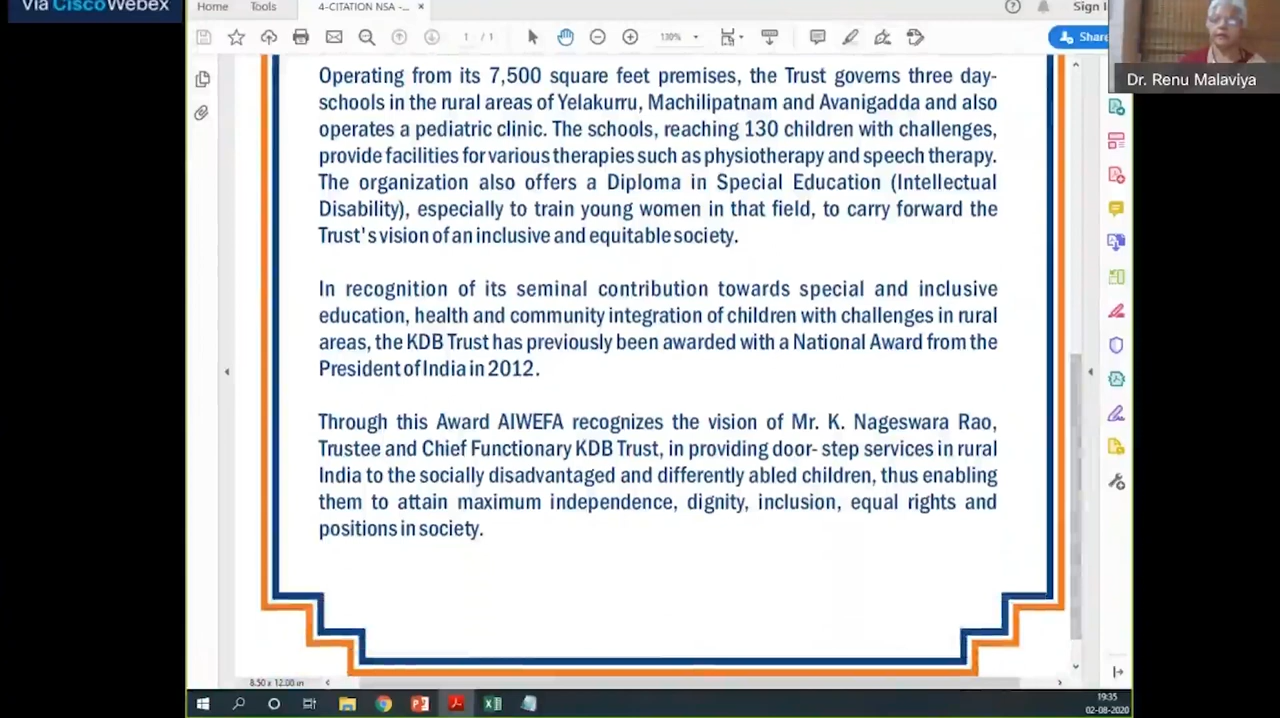 Via CiscoWebex
Home Tools 4-CITATION NSA -... × Sign I
1 / 1 130% Share
Dr. Renu Malaviya
Operating from its 7,500 square feet premises, the Trust governs three day-
schools in the rural areas of Yelakurru, Machilipatnam and Avanigadda and also
operates a pediatric clinic. The schools, reaching 130 children with challenges,
provide facilities for various therapies such as physiotherapy and speech therapy.
The organization also offers a Diploma in Special Education (Intellectual
Disability), especially to train young women in that field, to carry forward the
Trust's vision of an inclusive and equitable society.
In recognition of its seminal contribution towards special and inclusive
education, health and community integration of children with challenges in rural
areas, the KDB Trust has previously been awarded with a National Award from the
President of India in 2012.
Through this Award AIWEFA recognizes the vision of Mr. K. Nageswara Rao,
Trustee and Chief Functionary KDB Trust, in providing door- step services in rural
India to the socially disadvantaged and differently abled children, thus enabling
them to attain maximum independence, dignity, inclusion, equal rights and
positions in society.
8.50 x 12.00 in
19:35
02-08-2020